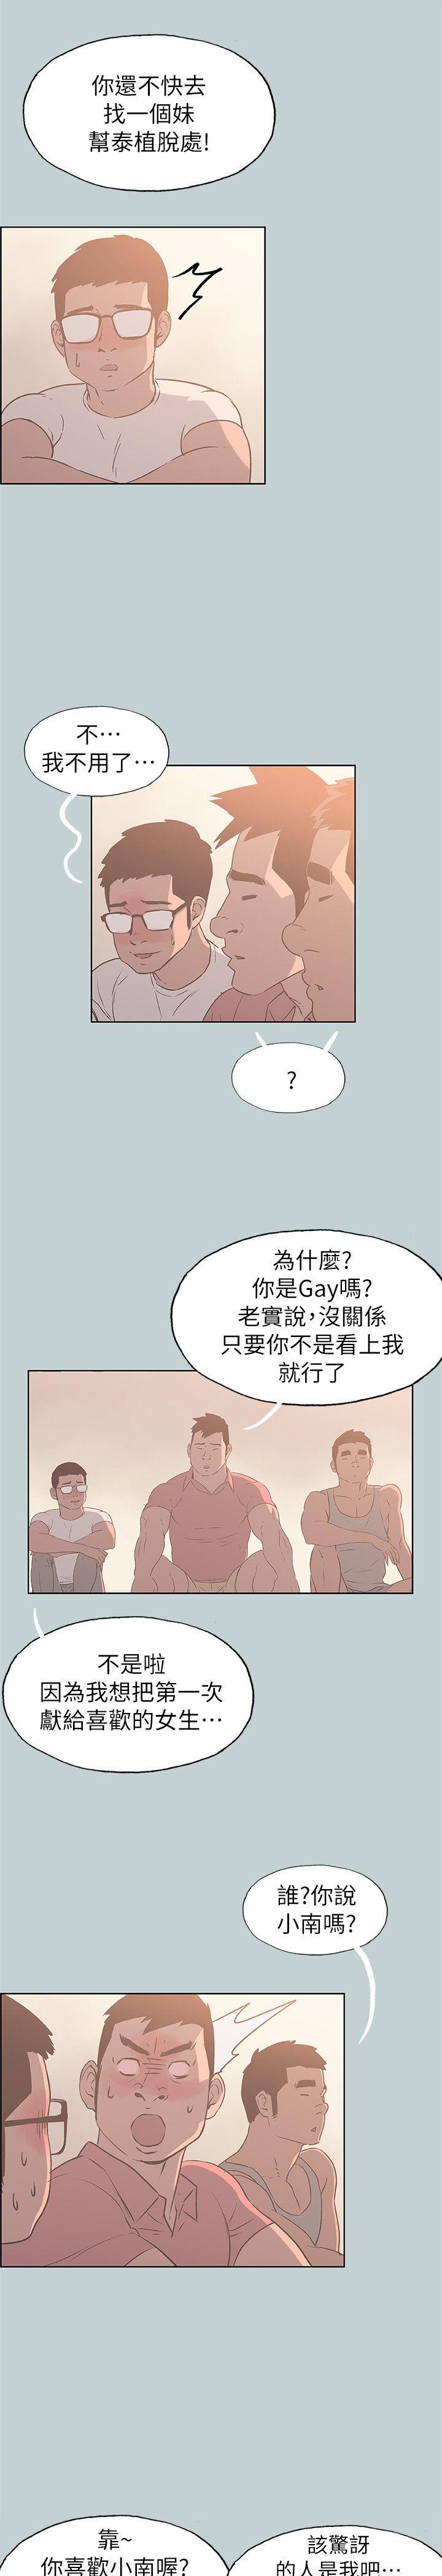 你還不快去
找一個妹
幫泰植脫處!
不…
我不用了…
?
為什麼?
你是Gay嗎?
老實說，沒關係
只要你不是看上我
就行了
不是啦
因為我想把第一次
獻給喜歡的女生…
誰?你說
小南嗎?
靠~
你喜歡小南喔?
該驚訝
的人是我吧…